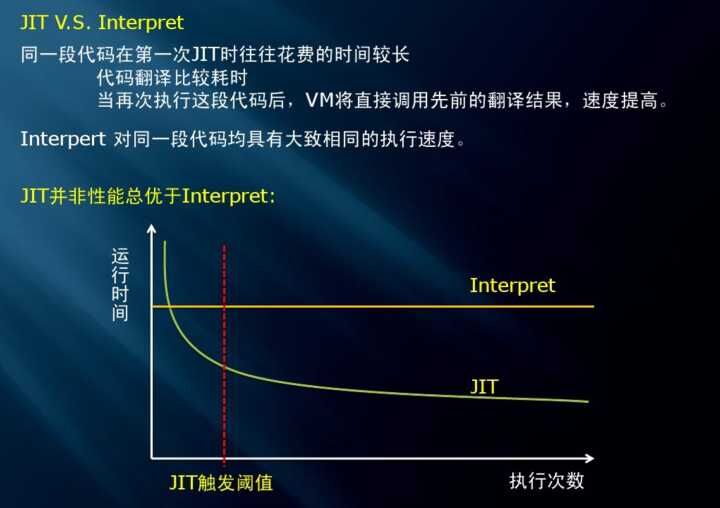 JIT V.S. Interpret
同一段代码在第一次JIT时往往花费的时间较长
代码翻译比较耗时
当再次执行这段代码后，VM将直接调用先前的翻译结果，速度提高。
Interpert 对同一段代码均具有大致相同的执行速度。
JIT并非性能总优于Interpret:
运行时间
Interpret
JIT
JIT触发阈值
执行次数